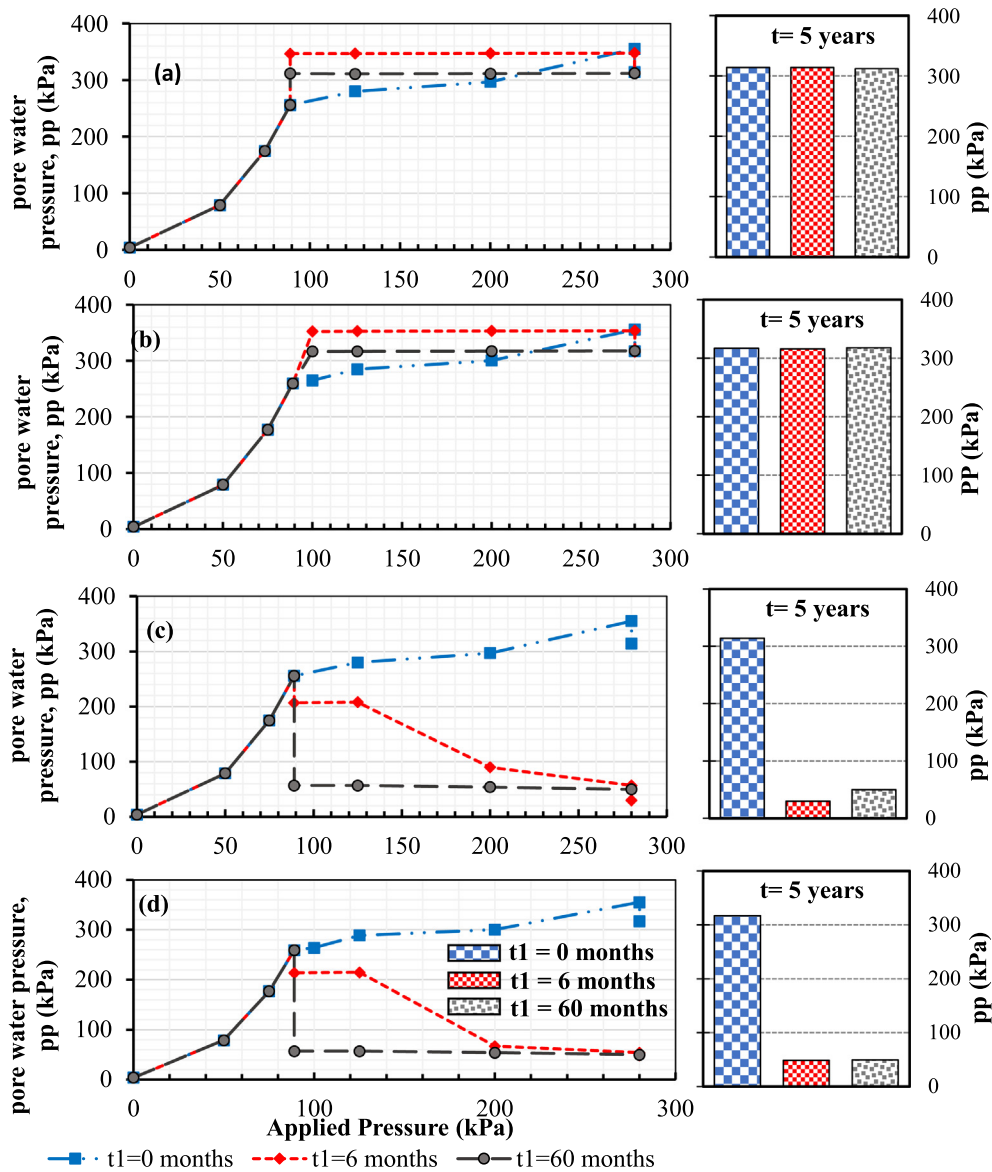 pore water
pressure, pp (kPa)
400
300
200
100
0
(a)
0 50 100 150 200 250 300
t= 5 years
400
300
200
100
0
pp (kPa)
pore water
pressure, pp (kPa)
400
300
200
100
0
(b)
0 50 100 150 200 250 300
t= 5 years
400
300
200
100
0
PP (kPa)
pore water
pressure, pp (kPa)
400
300
200
100
0
(c)
0 50 100 150 200 250 300
t= 5 years
400
300
200
100
0
pp (kPa)
pore water pressure,
pp (kPa)
400
300
200
100
0
(d)
t1 = 0 months
t1 = 6 months
t1 = 60 months
0 100 200 300
Applied Pressure (kPa)
t= 5 years
400
300
200
100
0
pp (kPa)
t1=0 months t1=6 months t1=60 months